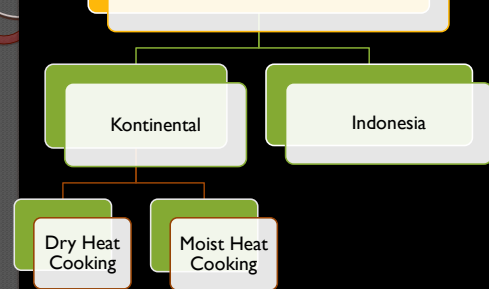 Kontinental
Indonesia
Dry Heat
Cooking
Moist Heat
Cooking